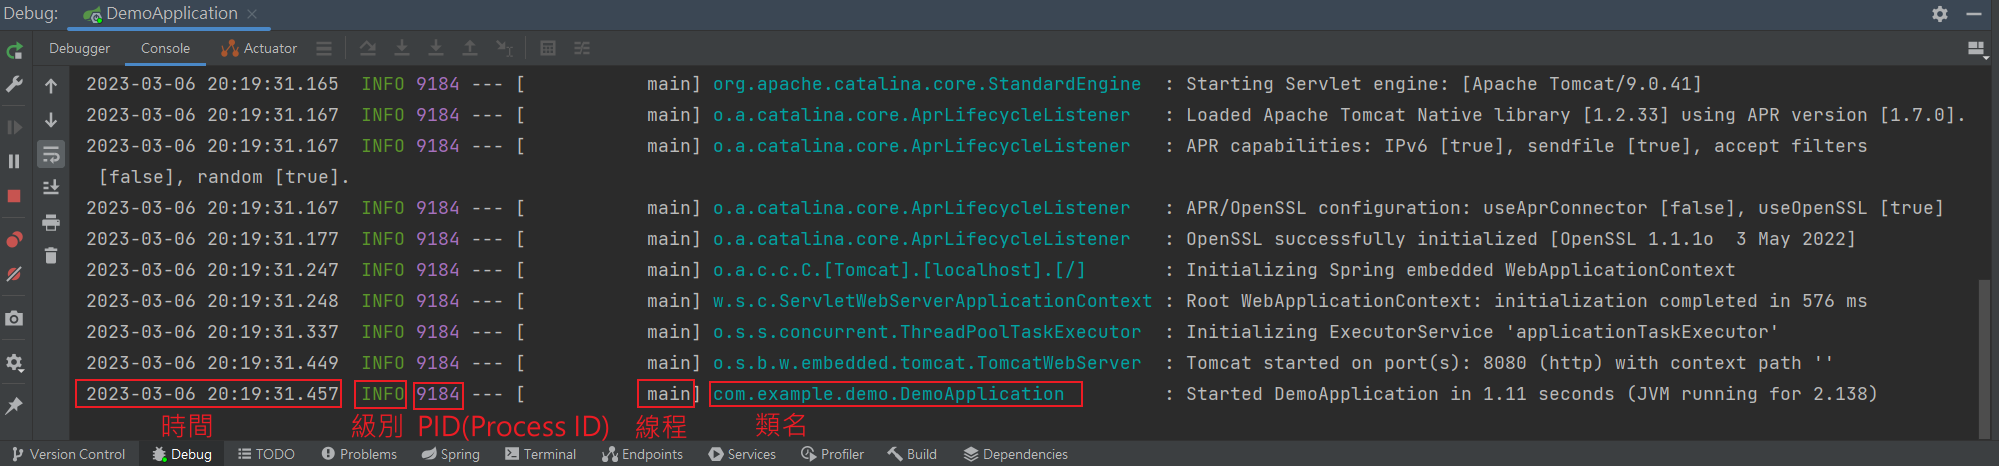 Debug: DemoApplication
Debugger Console Actuator
2023-03-06 20:19:31.165  INFO 9184 --- [           main] org.apache.catalina.core.StandardEngine  : Starting Servlet engine: [Apache Tomcat/9.0.41]
2023-03-06 20:19:31.167  INFO 9184 --- [           main] o.a.catalina.core.AprLifecycleListener   : Loaded Apache Tomcat Native library [1.2.33] using APR version [1.7.0].
2023-03-06 20:19:31.167  INFO 9184 --- [           main] o.a.catalina.core.AprLifecycleListener   : APR capabilities: IPv6 [true], sendfile [true], accept filters
[false], random [true].
2023-03-06 20:19:31.167  INFO 9184 --- [           main] o.a.catalina.core.AprLifecycleListener   : APR/OpenSSL configuration: useAprConnector [false], useOpenSSL [true]
2023-03-06 20:19:31.177  INFO 9184 --- [           main] o.a.catalina.core.AprLifecycleListener   : OpenSSL successfully initialized [OpenSSL 1.1.1o  3 May 2022]
2023-03-06 20:19:31.247  INFO 9184 --- [           main] o.a.c.c.C.[Tomcat].[localhost].[/]       : Initializing Spring embedded WebApplicationContext
2023-03-06 20:19:31.248  INFO 9184 --- [           main] w.s.c.ServletWebServerApplicationContext : Root WebApplicationContext: initialization completed in 576 ms
2023-03-06 20:19:31.337  INFO 9184 --- [           main] o.s.s.concurrent.ThreadPoolTaskExecutor  : Initializing ExecutorService 'applicationTaskExecutor'
2023-03-06 20:19:31.449  INFO 9184 --- [           main] o.s.b.w.embedded.tomcat.TomcatWebServer  : Tomcat started on port(s): 8080 (http) with context path ''
2023-03-06 20:19:31.457  INFO 9184 --- [           main] com.example.demo.DemoApplication         : Started DemoApplication in 1.11 seconds (JVM running for 2.138)
時間 級別 PID(Process ID) 線程 類名
Version Control Debug TODO Problems Spring Terminal Endpoints Services Profiler Build Dependencies